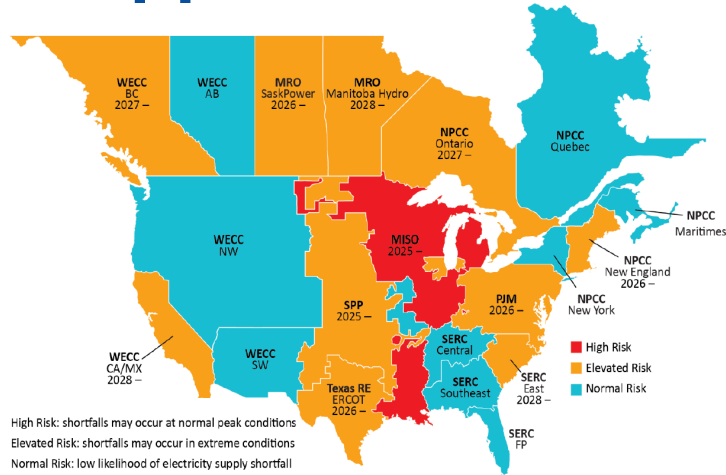 WECC
BC
2027 –
WECC
AB
MRO
SaskPower
2026 –
MRO
Manitoba Hydro
2028 –
NPCC
Ontario
2027 –
NPCC
Quebec
NPCC
Maritimes
NPCC
New England
2026 –
NPCC
New York
WECC
NW
MISO
2025 –
SPP
2025 –
PJM
2026 –
WECC
CA/MX
2028 –
WECC
SW
Texas RE
ERCOT
2026 –
SERC
Central
SERC
Southeast
SERC
East
2028 –
SERC
FP
High Risk
Elevated Risk
Normal Risk
High Risk: shortfalls may occur at normal peak conditions
Elevated Risk: shortfalls may occur in extreme conditions
Normal Risk: low likelihood of electricity supply shortfall